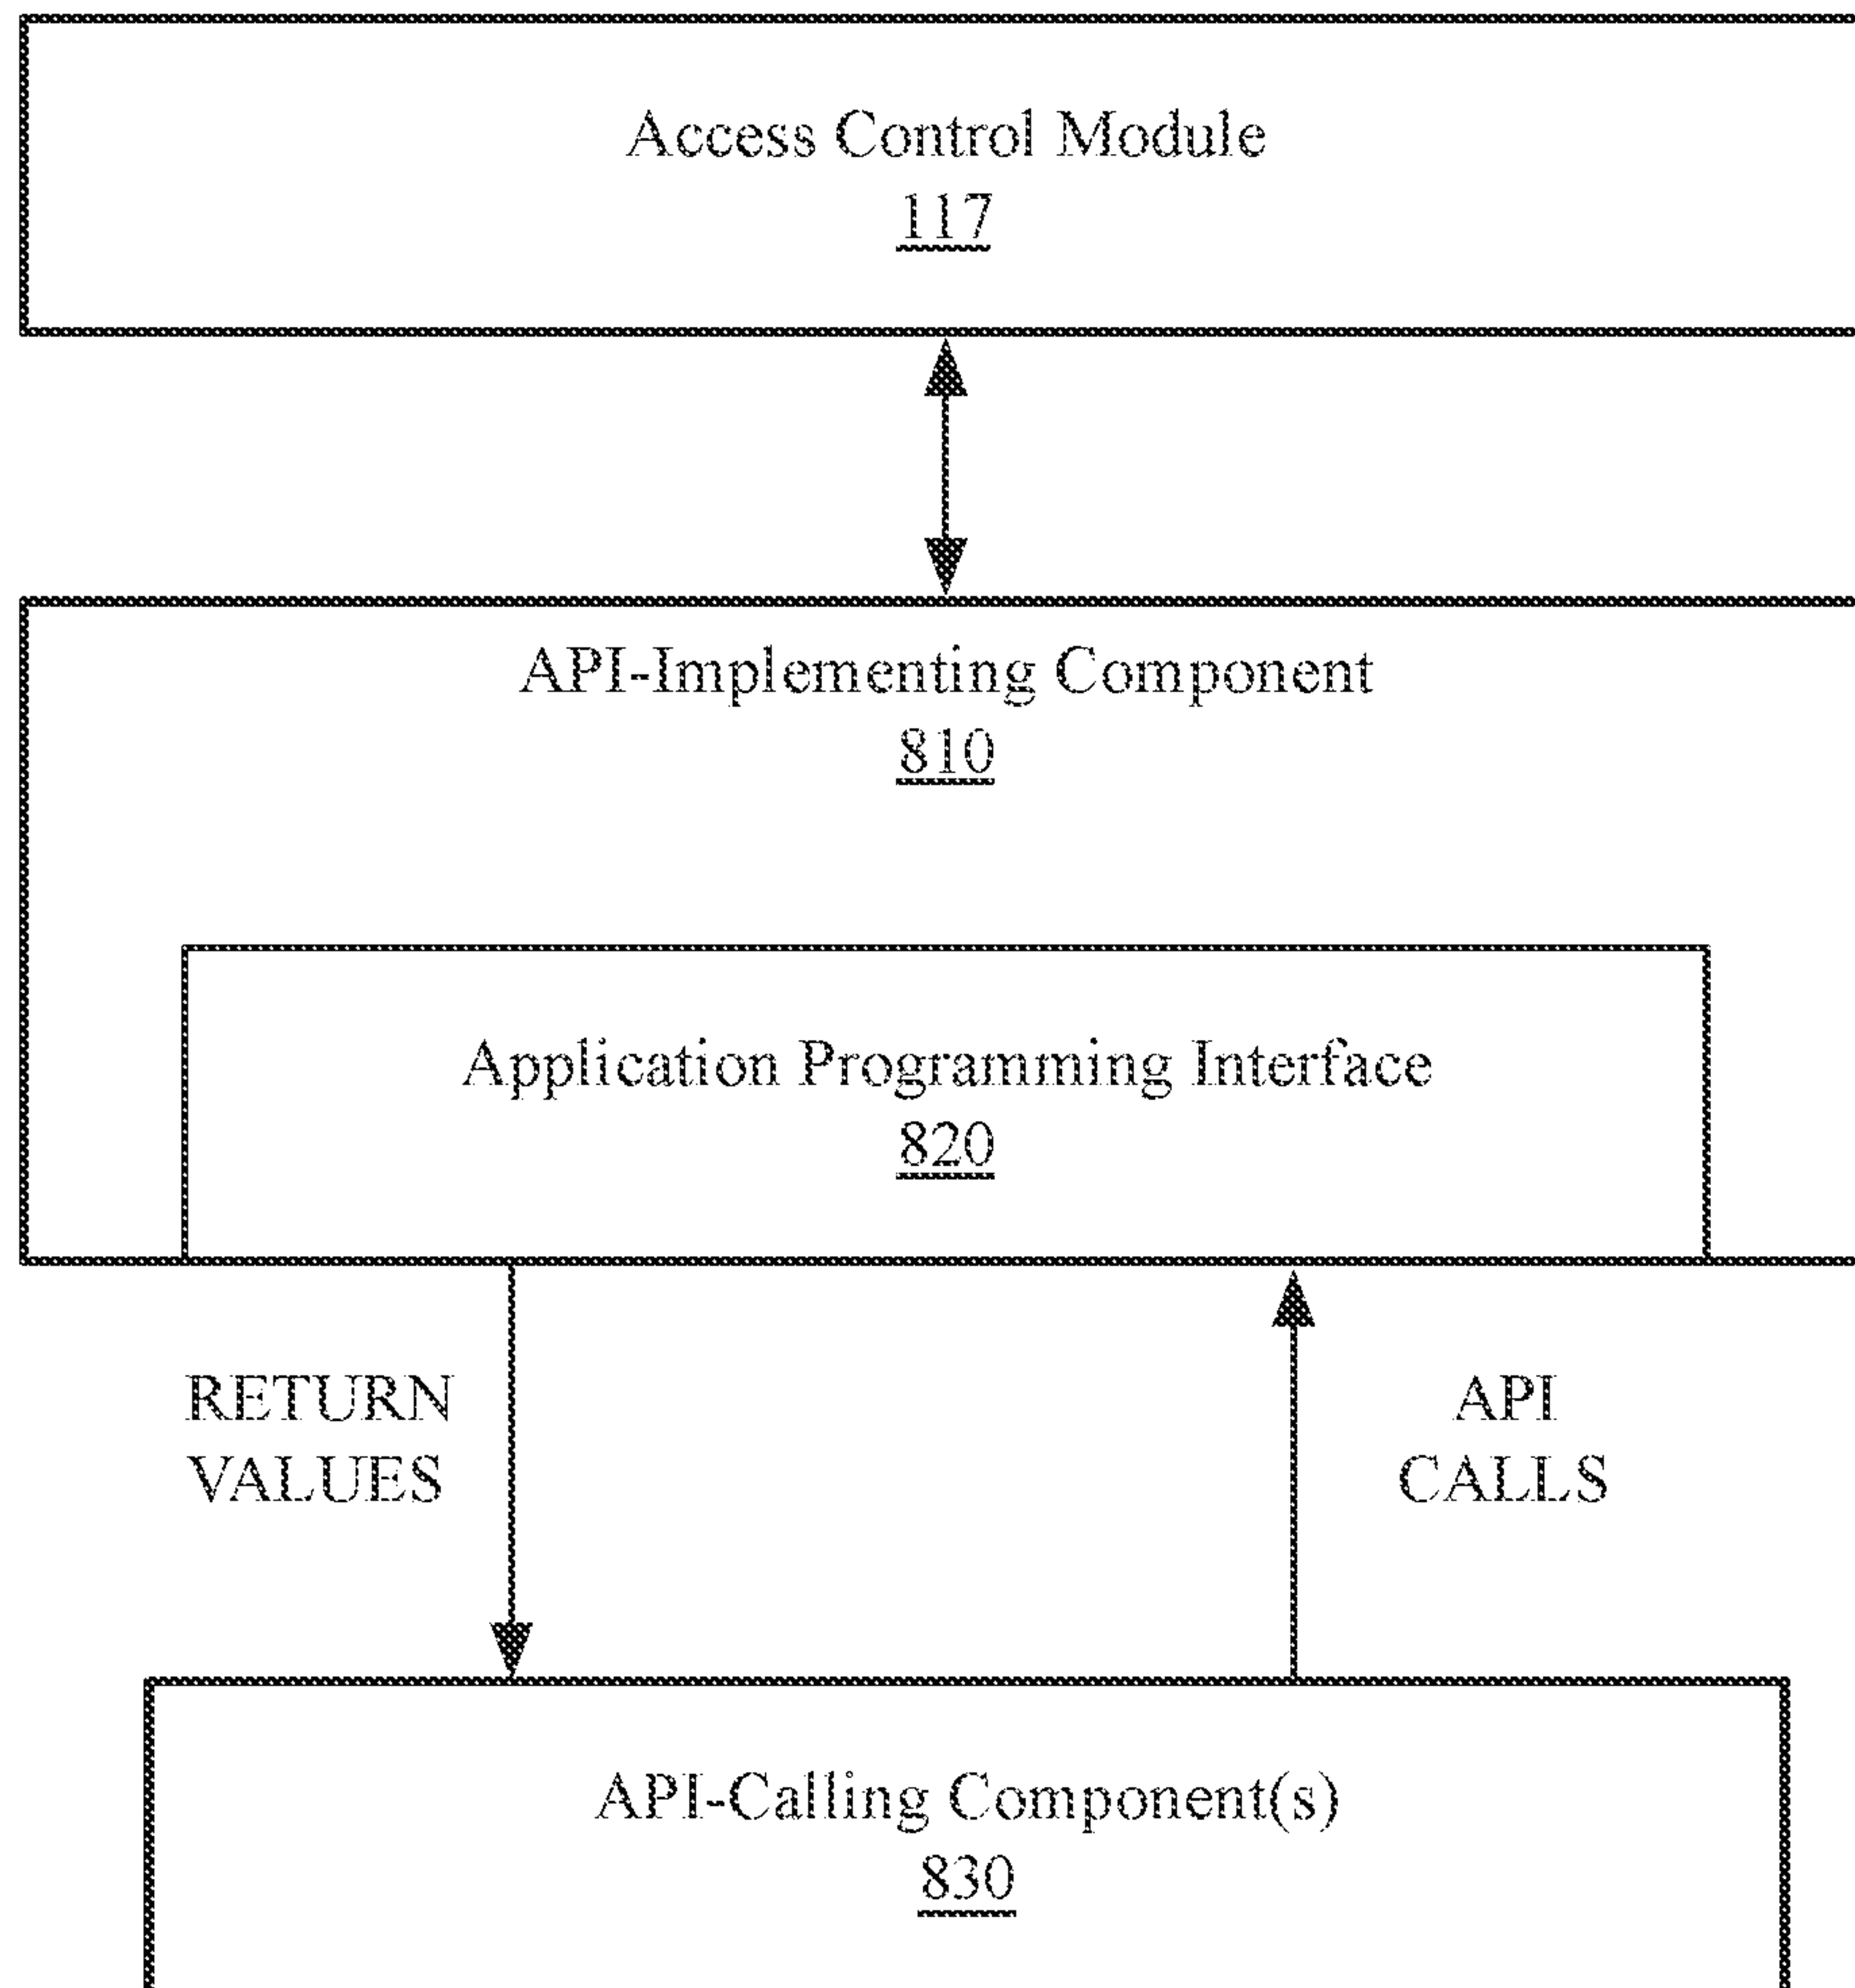 Access Control Module
117
API-Implementing Component
810
Application Programming Interface
820
RETURN
VALUES
API
CALLS
API-Calling Component(s)
830